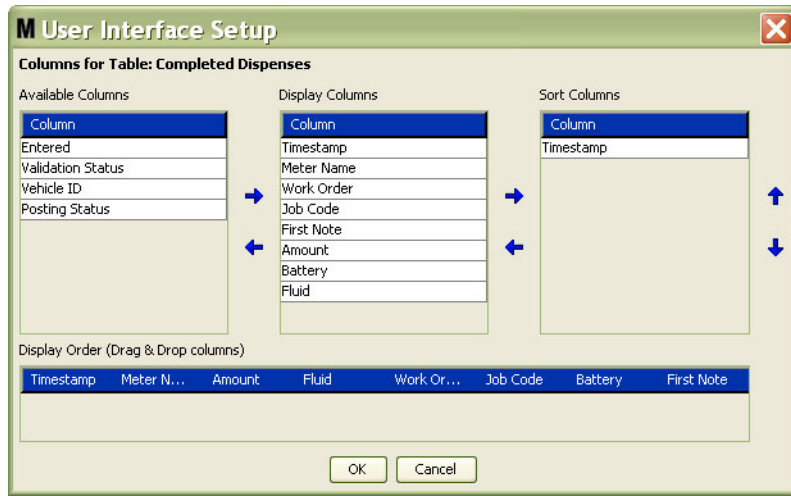 M User Interface Setup
Columns for Table: Completed Dispenses
Available Columns
Column
Entered
Validation Status
Vehicle ID
Posting Status
Display Columns
Column
Timestamp
Meter Name
Work Order
Job Code
First Note
Amount
Battery
Fluid
Sort Columns
Column
Timestamp
Display Order (Drag & Drop columns)
Timestamp Meter N... Amount Fluid Work Or... Job Code Battery First Note
OK Cancel